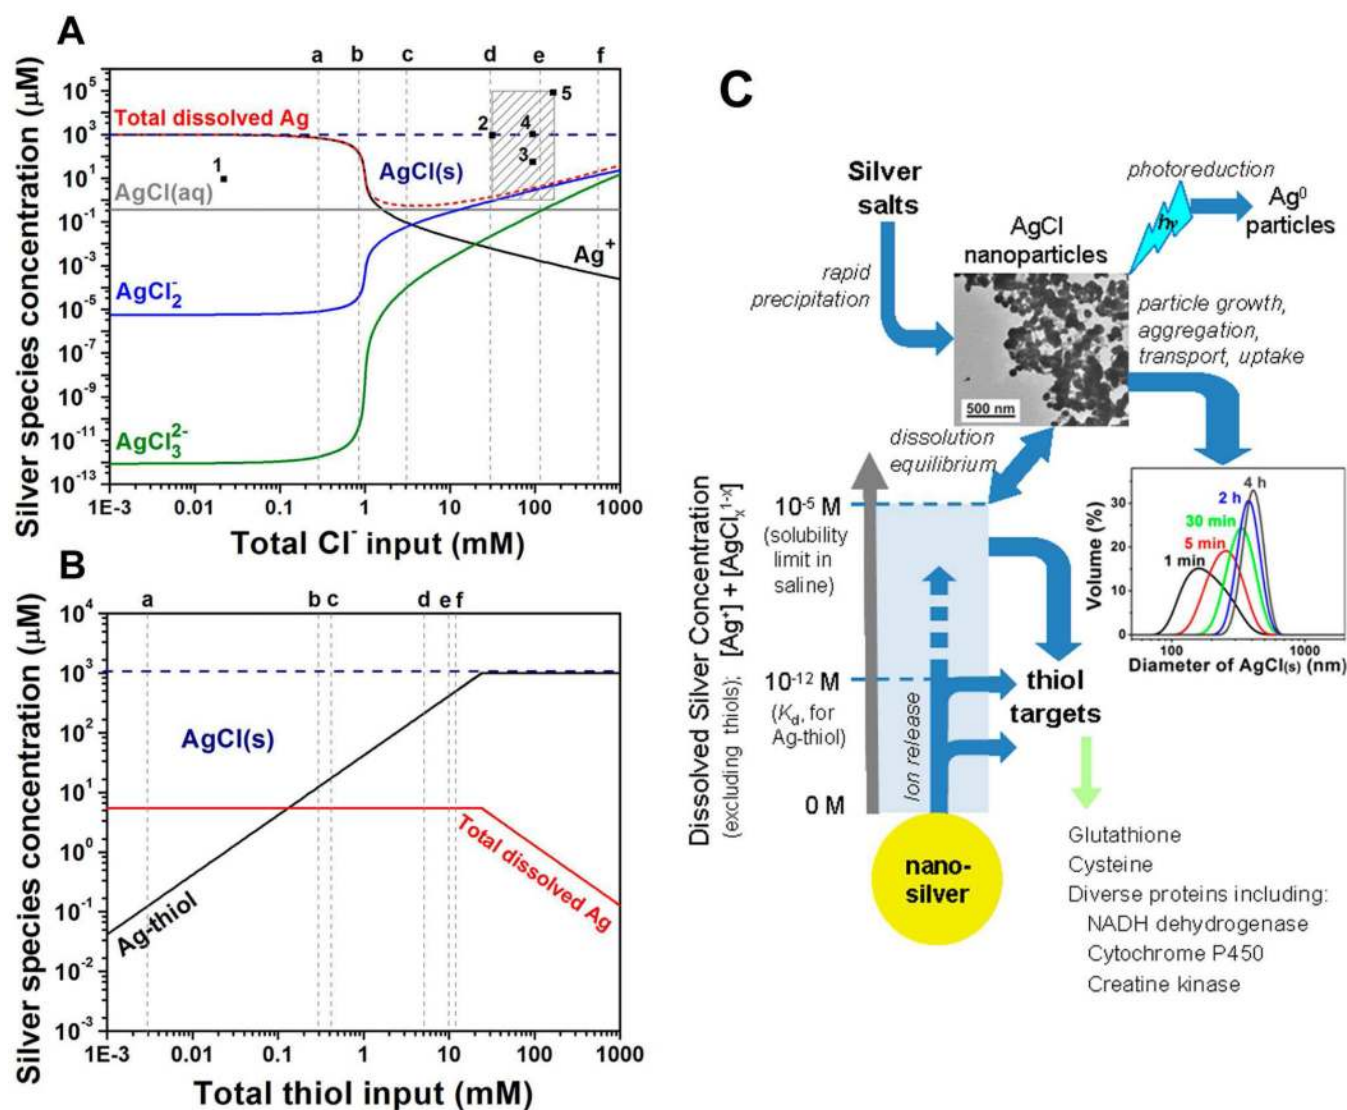 A
a b c d e f
Silver species concentration (μM)
10⁵
10³
10¹
10⁻¹
10⁻³
10⁻⁵
10⁻⁷
10⁻⁹
10⁻¹¹
10⁻¹³
Total dissolved Ag
1
2
3
4
5
AgCl(s)
AgCl(aq)
Ag⁺
AgCl₂⁻
AgCl₃²⁻
1E-3 0.01 0.1 1 10 100 1000
Total Cl⁻ input (mM)
B
a b c d e f
Silver species concentration (μM)
10⁴
10³
10²
10¹
10⁰
10⁻¹
10⁻²
10⁻³
AgCl(s)
Ag-thiol
Total dissolved Ag
1E-3 0.01 0.1 1 10 100 1000
Total thiol input (mM)
C
Silver
salts
rapid
precipitation
AgCl
nanoparticles
500 nm
photoreduction
hν
Ag⁰
particles
particle growth,
aggregation,
transport, uptake
dissolution
equilibrium
Dissolved Silver Concentration
(excluding thiols); [Ag⁺] + [AgClₓ¹⁻ˣ]
10⁻⁵ M
(solubility
limit in
saline)
10⁻¹² M
(Kd, for
Ag-thiol)
0 M
Ion release
nano-
silver
thiol
targets
Glutathione
Cysteine
Diverse proteins including:
NADH dehydrogenase
Cytochrome P450
Creatine kinase
Volume (%)
30
20
10
0
4 h
2 h
30 min
5 min
1 min
100 1000
Diameter of AgCl(s) (nm)